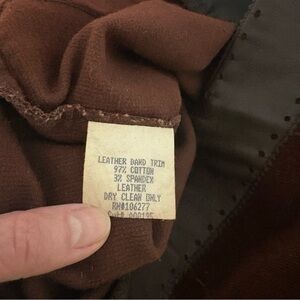 LEATHER BAND TRIM
97% COTTON
3% SPANDEX
LEATHER
DRY CLEAN ONLY
RN#106277